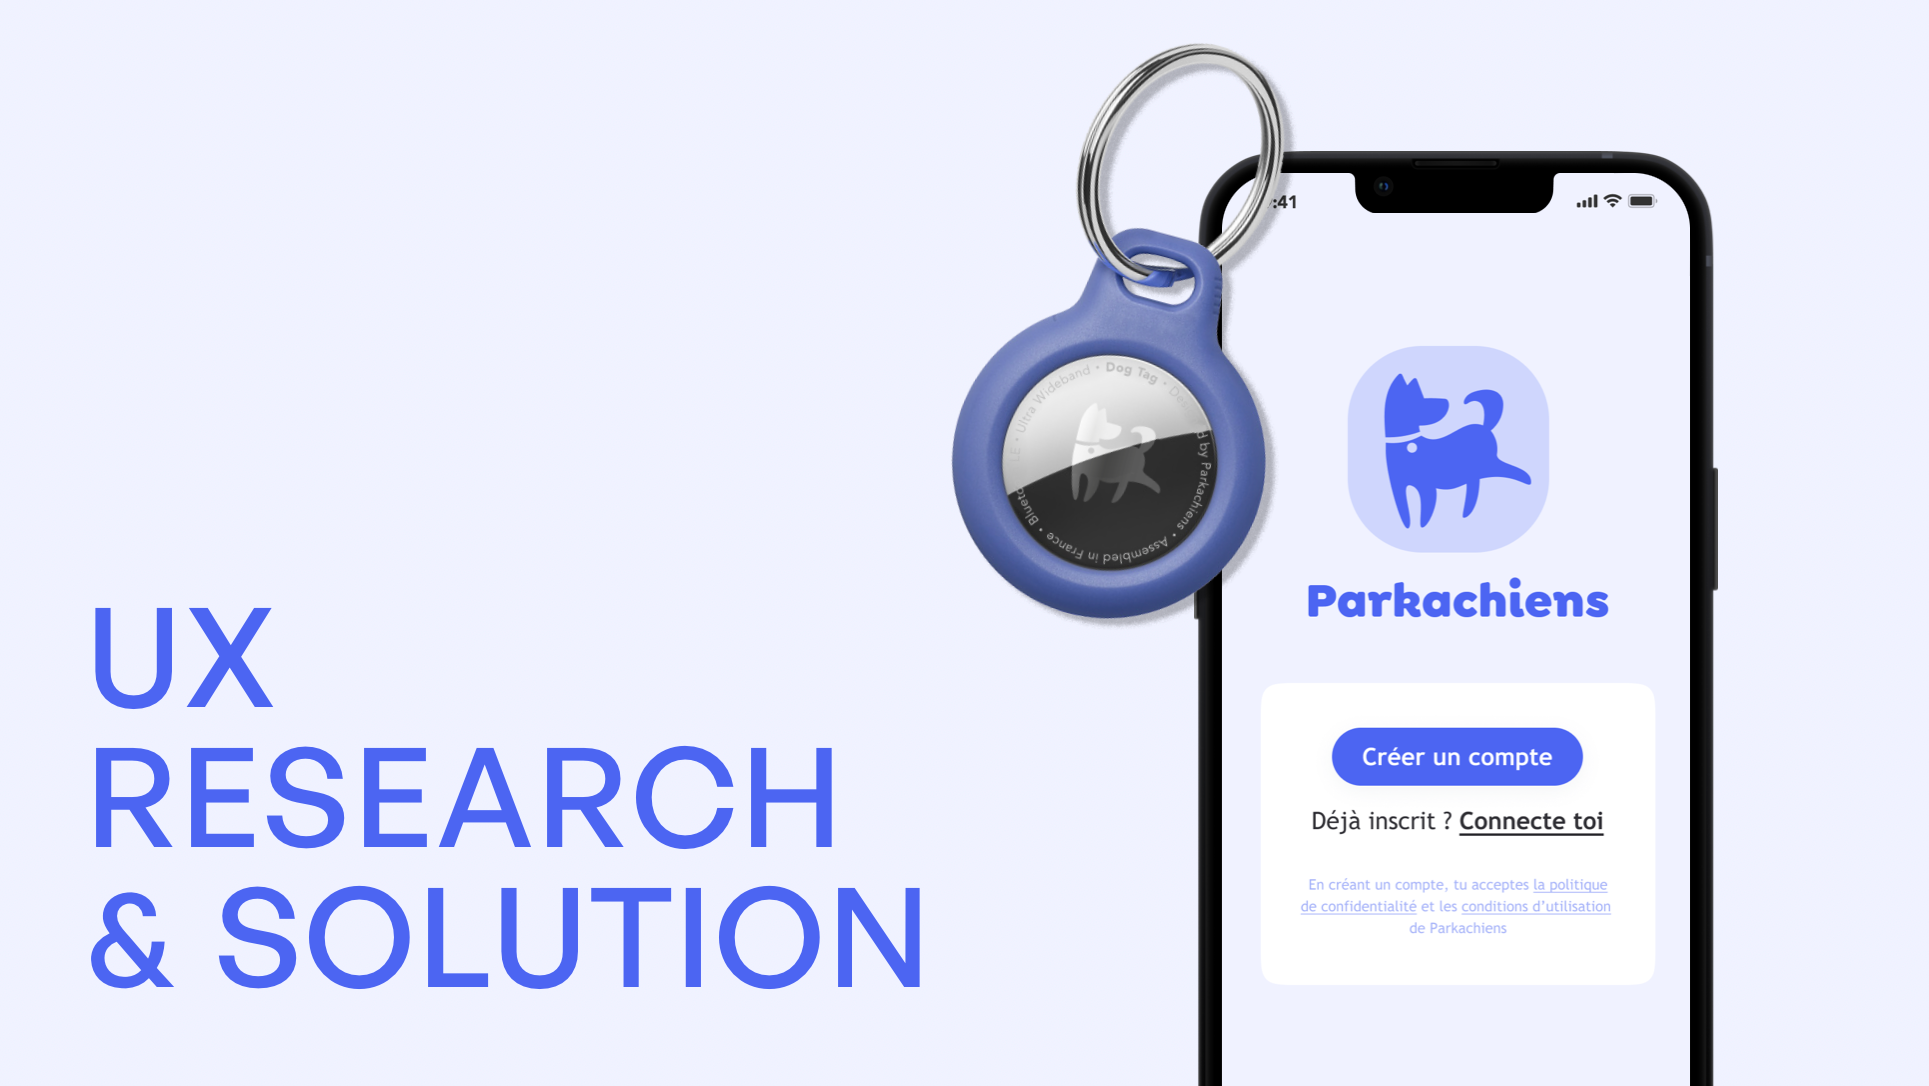 UX
RESEARCH
& SOLUTION
:41
Ultra Wideband • Dog Tag •
d by Parkachiens • Assembled in France •
Parkachiens
Créer un compte
Déjà inscrit ? Connecte toi
En créant un compte, tu acceptes la politique
de confidentialité et les conditions d’utilisation
de Parkachiens